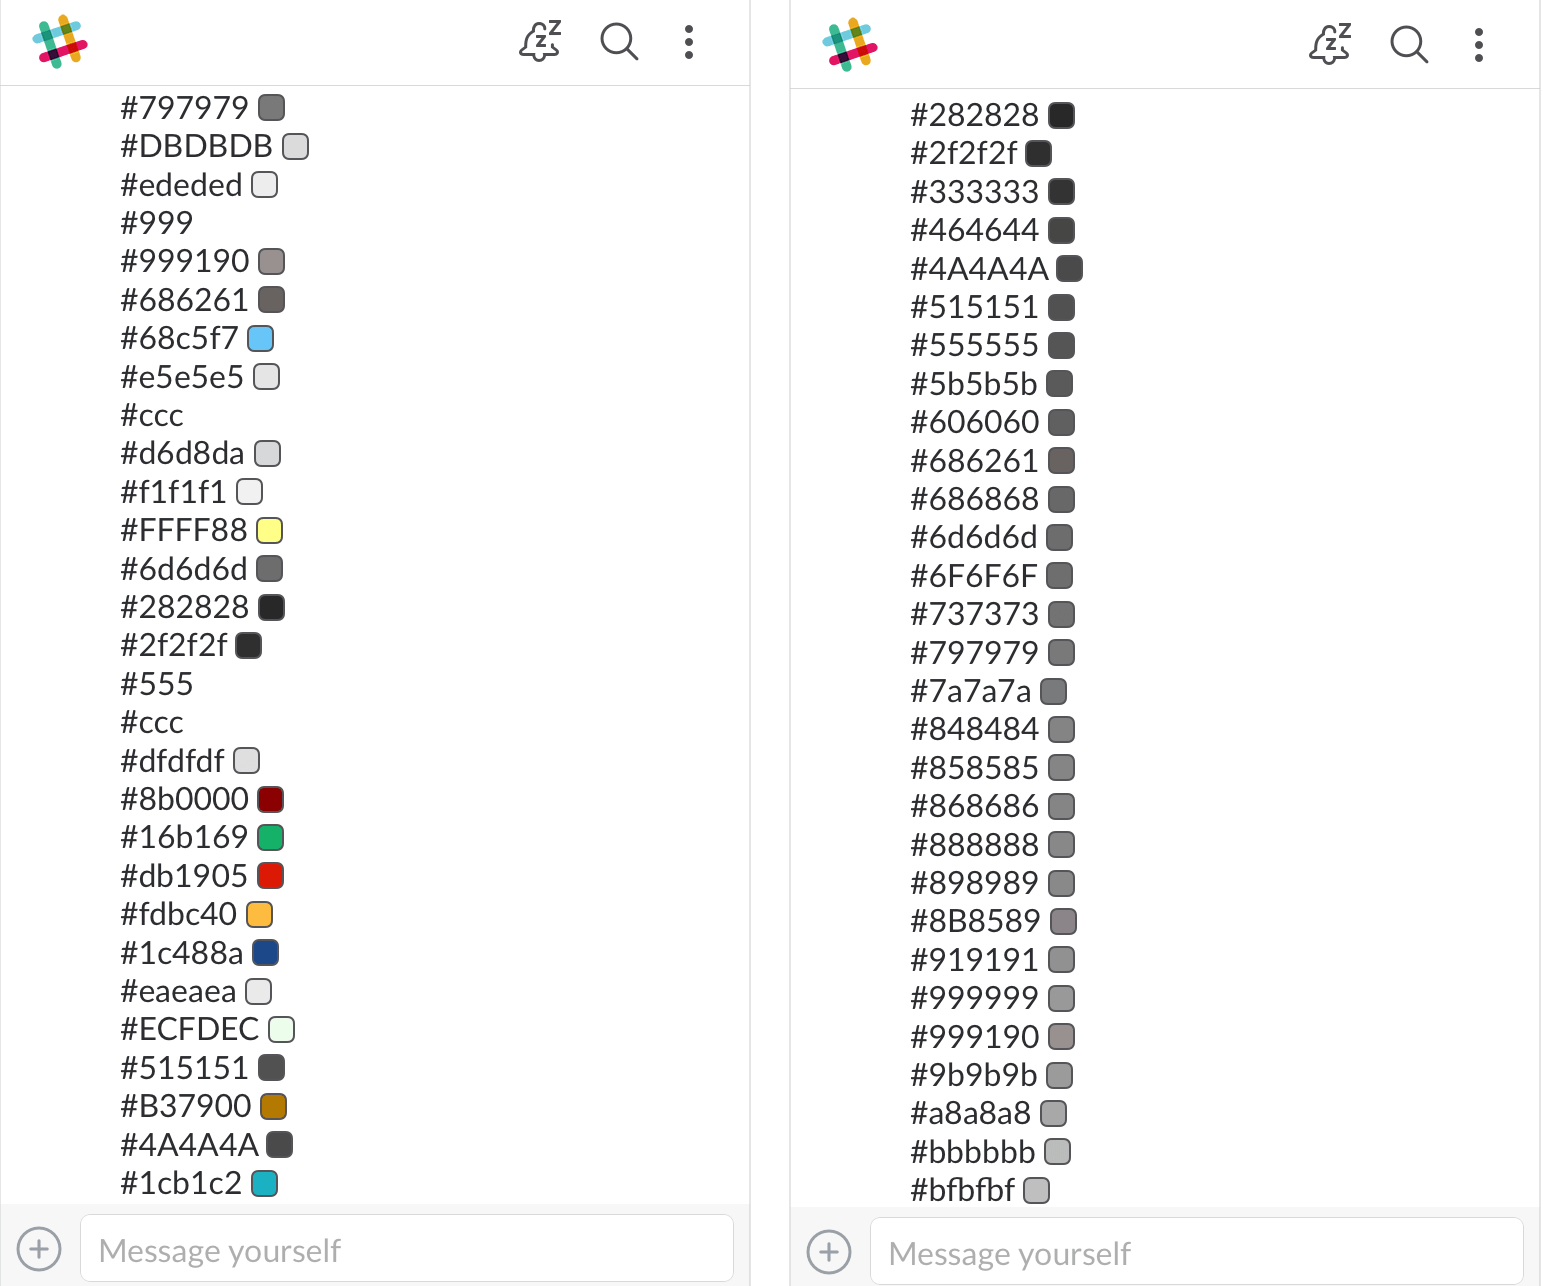 #797979
#DBDBDB
#ededed
#999
#999190
#686261
#68c5f7
#e5e5e5
#ccc
#d6d8da
#f1f1f1
#FFFF88
#6d6d6d
#282828
#2f2f2f
#555
#ccc
#dfdfdf
#8b0000
#16b169
#db1905
#fdbc40
#1c488a
#eaeaea
#ECFDEC
#515151
#B37900
#4A4A4A
#1cb1c2
Message yourself
#282828
#2f2f2f
#333333
#464644
#4A4A4A
#515151
#555555
#5b5b5b
#606060
#686261
#686868
#6d6d6d
#6F6F6F
#737373
#797979
#7a7a7a
#848484
#858585
#868686
#888888
#898989
#8B8589
#919191
#999999
#999190
#9b9b9b
#a8a8a8
#bbbbbb
#bfbfbf
Message yourself